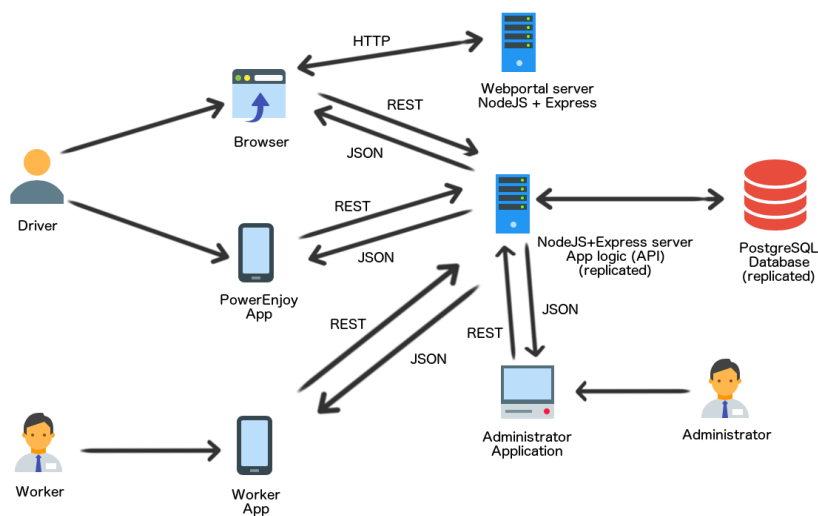 HTTP
Webportal server
NodeJS + Express
REST
Browser
JSON
REST
Driver
JSON
NodeJS+Express server
App logic (API)
(replicated)
PostgreSQL
Database
(replicated)
PowerEnjoy
App
REST
JSON
REST
JSON
Administrator
Application
Administrator
Worker
Worker
App